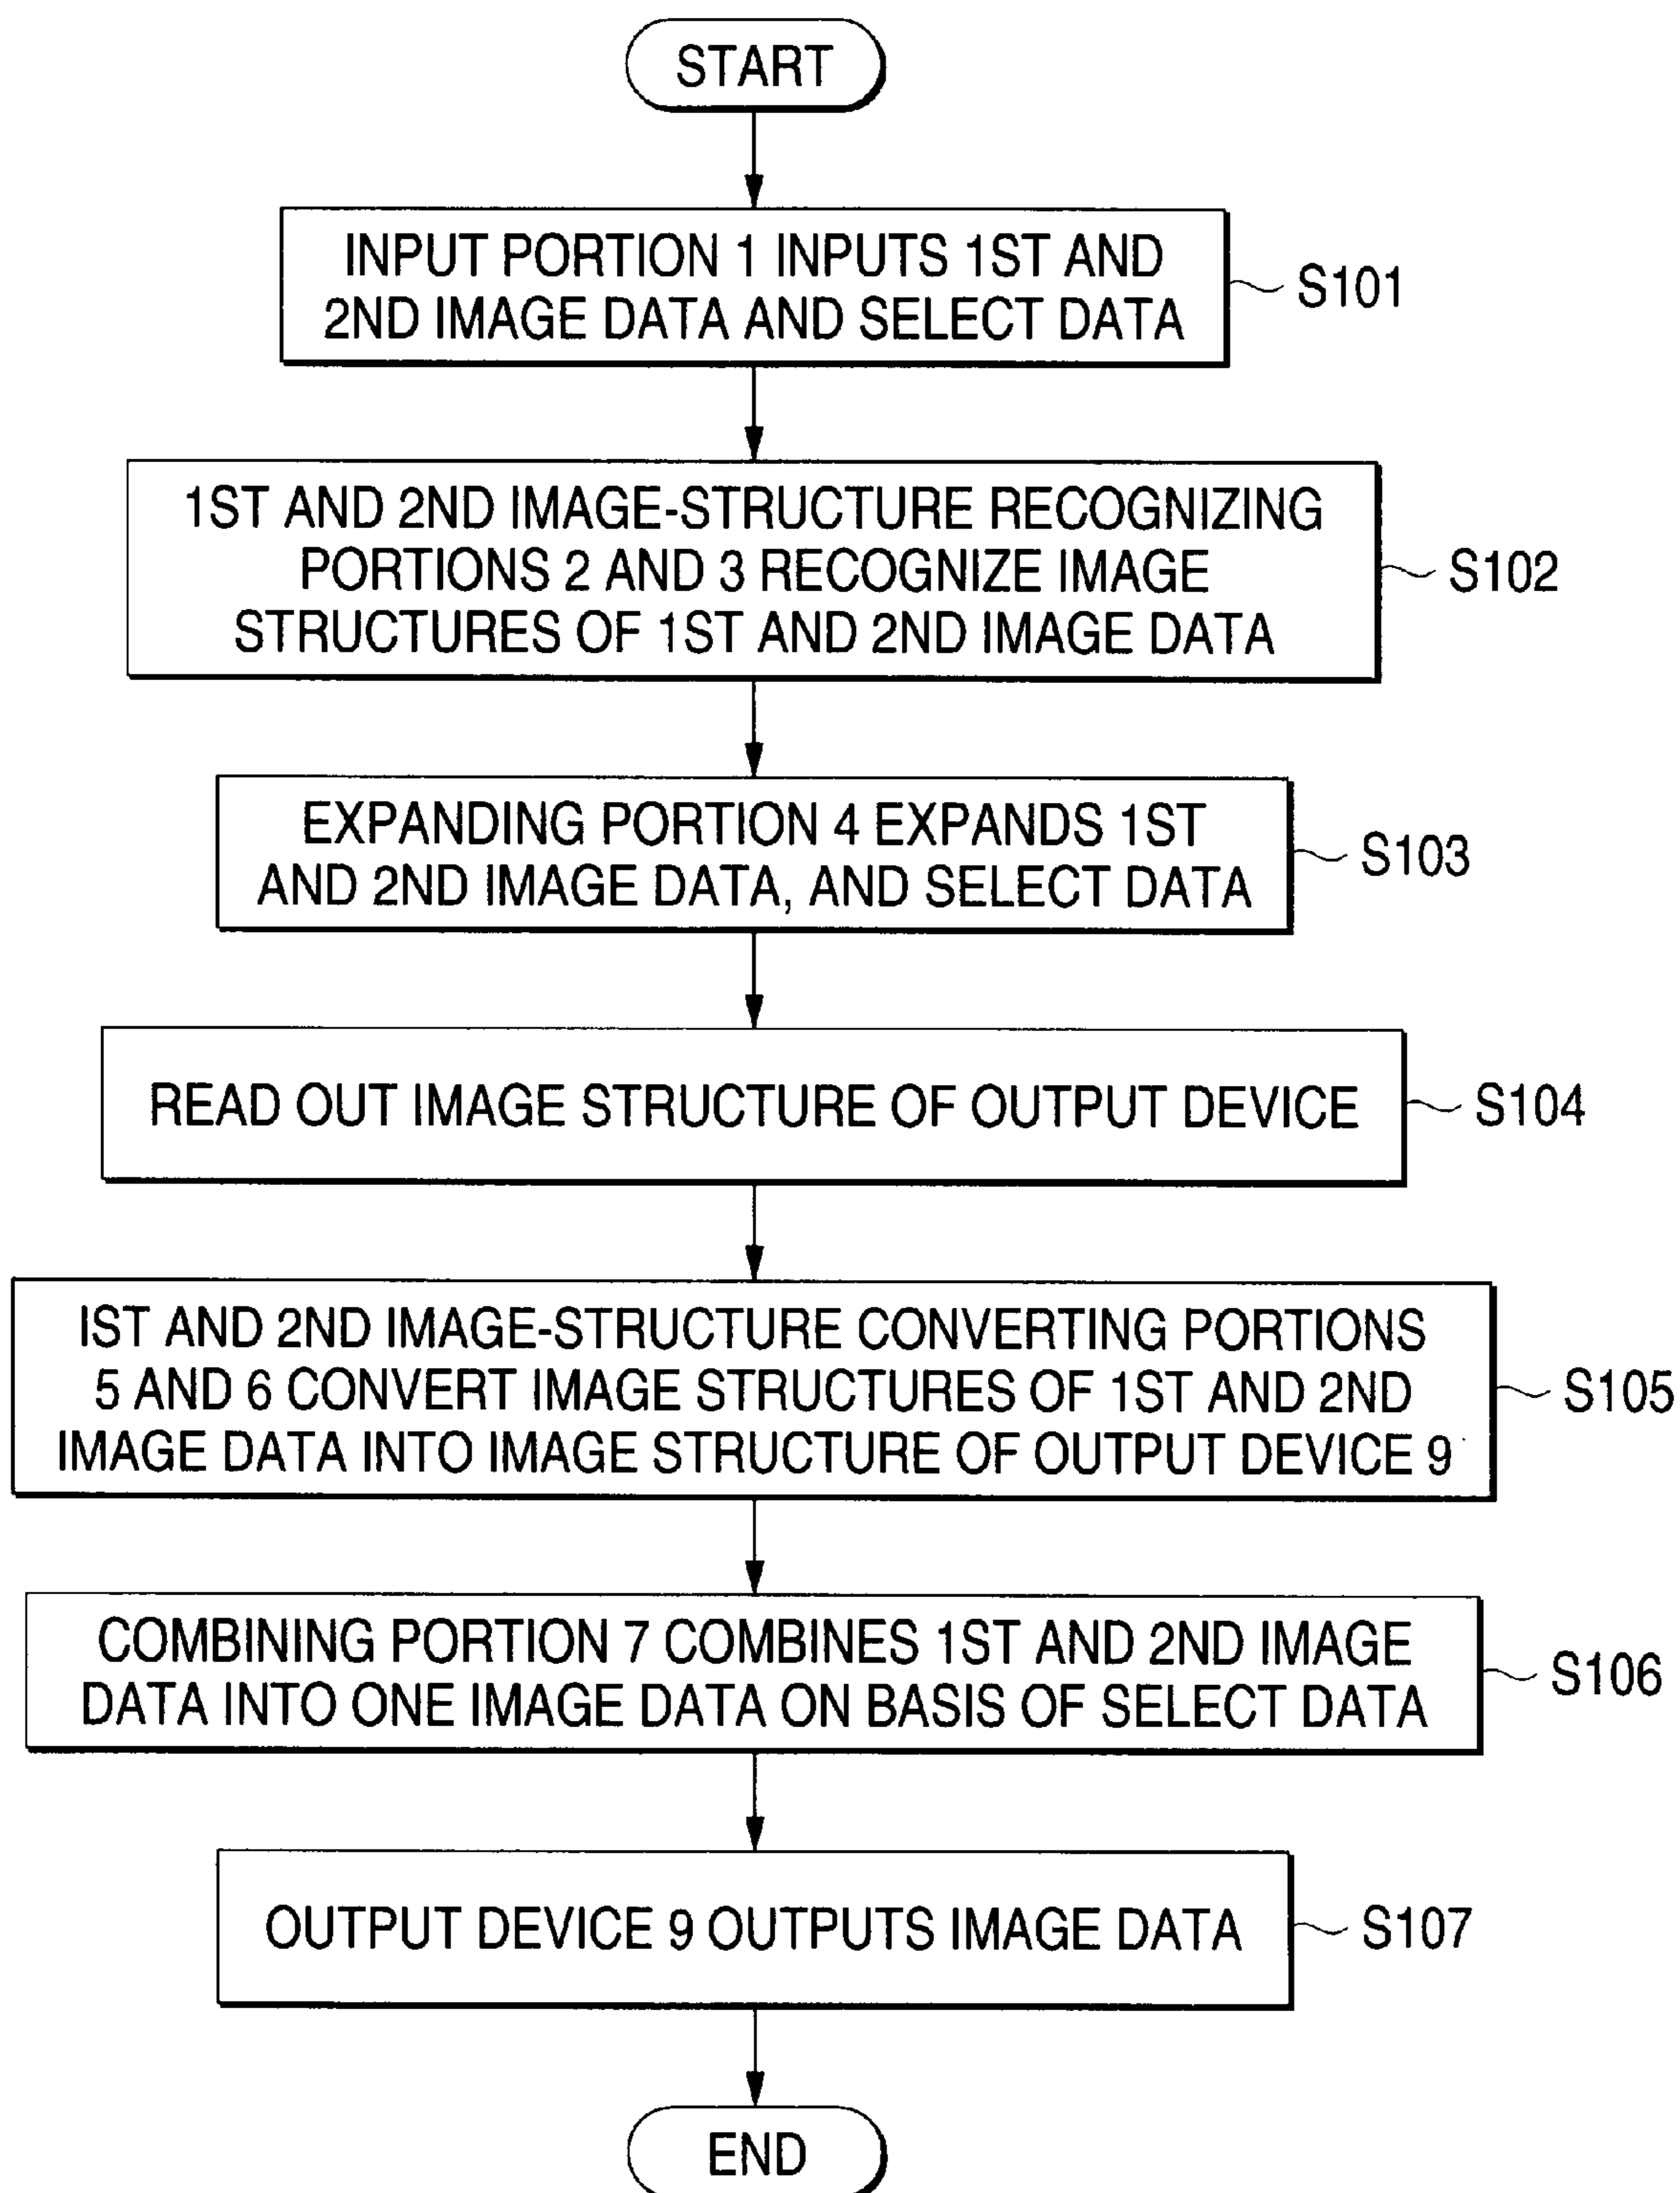 START
INPUT PORTION 1 INPUTS 1ST AND
2ND IMAGE DATA AND SELECT DATA
S101
1ST AND 2ND IMAGE-STRUCTURE RECOGNIZING
PORTIONS 2 AND 3 RECOGNIZE IMAGE
STRUCTURES OF 1ST AND 2ND IMAGE DATA
S102
EXPANDING PORTION 4 EXPANDS 1ST
AND 2ND IMAGE DATA, AND SELECT DATA
S103
READ OUT IMAGE STRUCTURE OF OUTPUT DEVICE
S104
IST AND 2ND IMAGE-STRUCTURE CONVERTING PORTIONS
5 AND 6 CONVERT IMAGE STRUCTURES OF 1ST AND 2ND
IMAGE DATA INTO IMAGE STRUCTURE OF OUTPUT DEVICE 9
S105
COMBINING PORTION 7 COMBINES 1ST AND 2ND IMAGE
DATA INTO ONE IMAGE DATA ON BASIS OF SELECT DATA
S106
OUTPUT DEVICE 9 OUTPUTS IMAGE DATA
S107
END